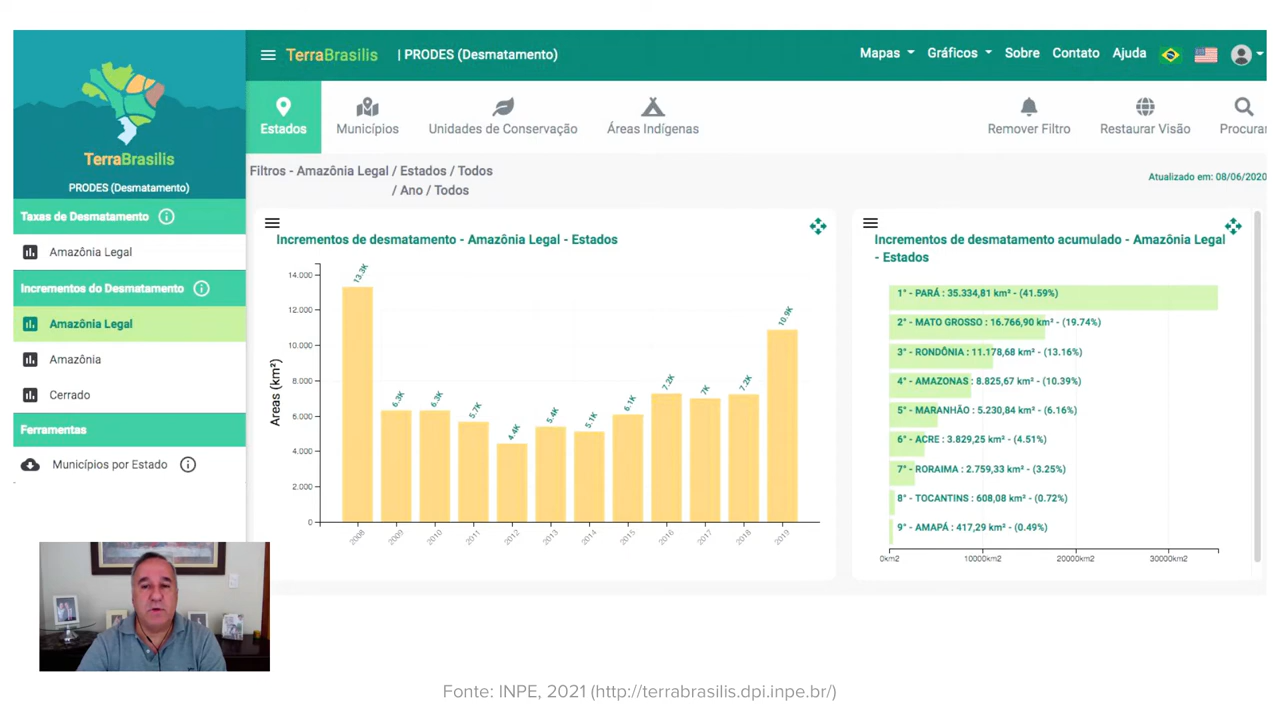 TerraBrasilis
PRODES (Desmatamento)
Taxas de Desmatamento
Amazônia Legal
Incrementos do Desmatamento
Amazônia Legal
Amazônia
Cerrado
Ferramentas
Municípios por Estado
TerraBrasilis | PRODES (Desmatamento)
Mapas Gráficos Sobre Contato Ajuda
Estados Municípios Unidades de Conservação Áreas Indígenas Remover Filtro Restaurar Visão Procurar
Filtros - Amazônia Legal / Estados / Todos
/ Ano / Todos
Atualizado em: 08/06/2020
Incrementos de desmatamento - Amazônia Legal - Estados
Areas (km²)
14.000
12.000
10.000
8.000
6.000
4.000
2.000
0
13.3K 6.3K 6.3K 5.7K 4.4K 5.4K 5.1K 6.1K 7.2K 7K 7.2K 10.9K
2008 2009 2010 2011 2012 2013 2014 2015 2016 2017 2018 2019
Incrementos de desmatamento acumulado - Amazônia Legal
- Estados
1° - PARÁ : 35.334,81 km² - (41.59%)
2° - MATO GROSSO : 16.766,90 km² - (19.74%)
3° - RONDÔNIA : 11.178,68 km² - (13.16%)
4° - AMAZONAS : 8.825,67 km² - (10.39%)
5° - MARANHÃO : 5.230,84 km² - (6.16%)
6° - ACRE : 3.829,25 km² - (4.51%)
7° - RORAIMA : 2.759,33 km² - (3.25%)
8° - TOCANTINS : 608,08 km² - (0.72%)
9° - AMAPÁ : 417,29 km² - (0.49%)
0km2 10000km2 20000km2 30000km2
Fonte: INPE, 2021 (http://terrabrasilis.dpi.inpe.br/)